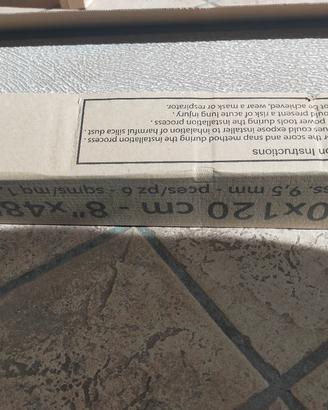 on Instructions
r the score and snap method during the installation process.
ues could expose installer to inhalation of harmful silica dust.
power tools during the installation process.
ould present a risk of acute lung injury.
ot be achieved, wear a mask or respirator.
ss. 9,5 mm - pces/pz 6 - sqms/mq
0x120 cm - 8"x48